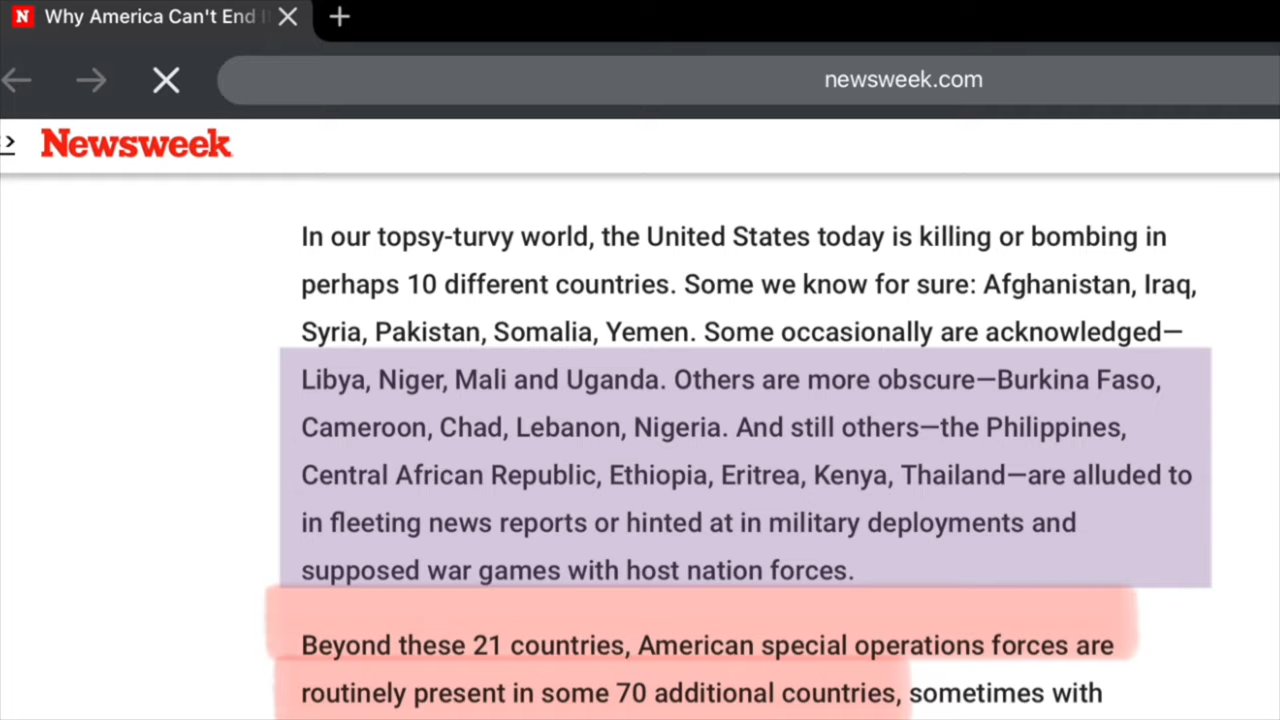 Why America Can't End I
newsweek.com
Newsweek
In our topsy-turvy world, the United States today is killing or bombing in
perhaps 10 different countries. Some we know for sure: Afghanistan, Iraq,
Syria, Pakistan, Somalia, Yemen. Some occasionally are acknowledged—
Libya, Niger, Mali and Uganda. Others are more obscure—Burkina Faso,
Cameroon, Chad, Lebanon, Nigeria. And still others—the Philippines,
Central African Republic, Ethiopia, Eritrea, Kenya, Thailand—are alluded to
in fleeting news reports or hinted at in military deployments and
supposed war games with host nation forces.
Beyond these 21 countries, American special operations forces are
routinely present in some 70 additional countries, sometimes with